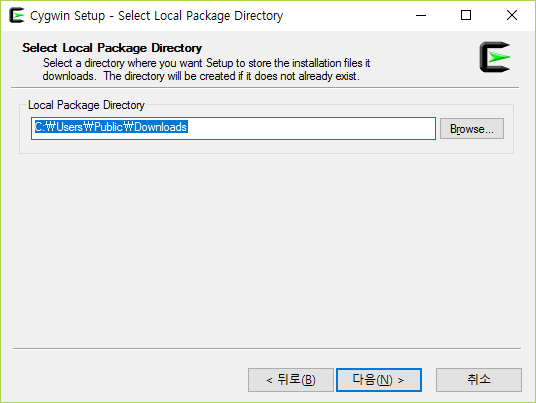 Cygwin Setup - Select Local Package Directory
Select Local Package Directory
Select a directory where you want Setup to store the installation files it
downloads.  The directory will be created if it does not already exist.
Local Package Directory
C:₩Users₩Public₩Downloads
Browse...
< 뒤로(B)
다음(N) >
취소